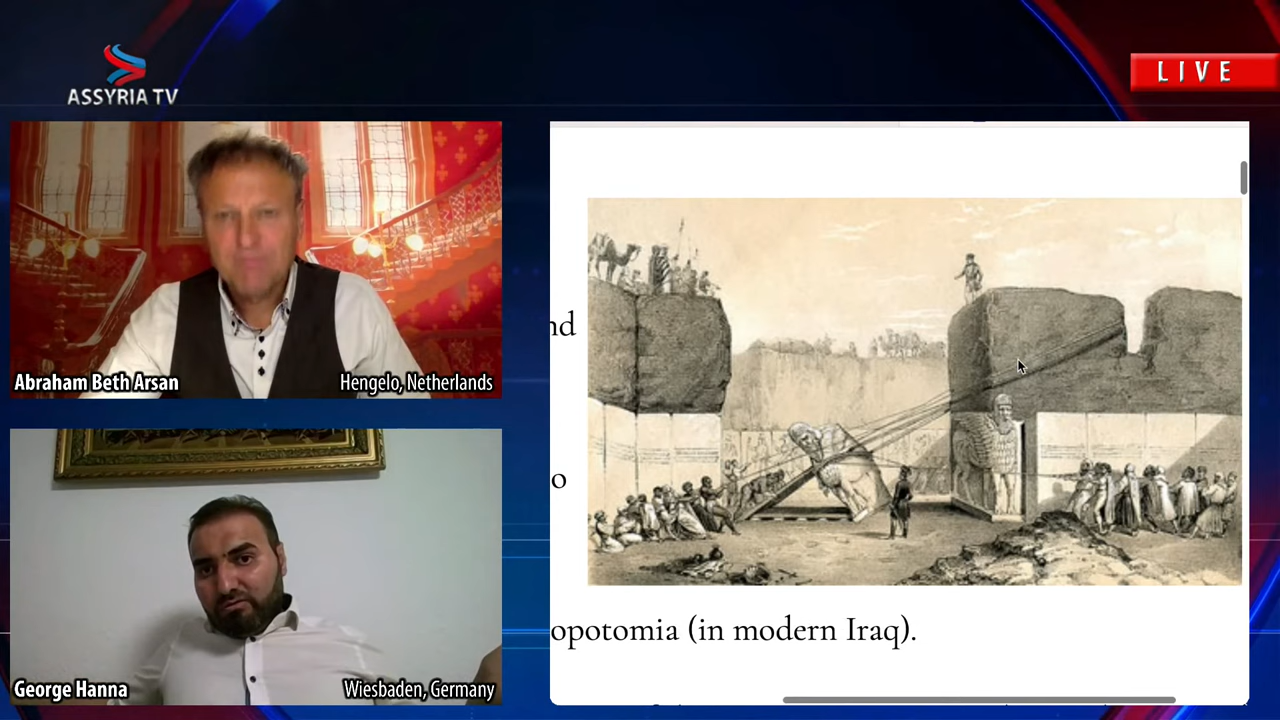 ASSYRIA TV
LIVE
Abraham Beth Arsan
Hengelo, Netherlands
nd
o
opotomia (in modern Iraq).
George Hanna
Wiesbaden, Germany